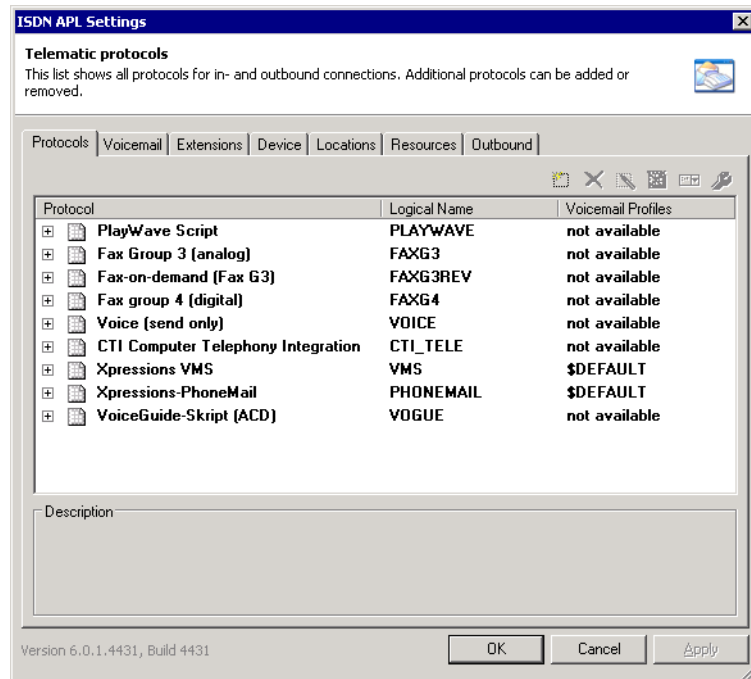 ISDN APL Settings
Telematic protocols
This list shows all protocols for in- and outbound connections. Additional protocols can be added or
removed.
Protocols Voicemail Extensions Device Locations Resources Outbound
Protocol Logical Name Voicemail Profiles
PlayWave Script PLAYWAVE not available
Fax Group 3 (analog) FAXG3 not available
Fax-on-demand (Fax G3) FAXG3REV not available
Fax group 4 (digital) FAXG4 not available
Voice (send only) VOICE not available
CTI Computer Telephony Integration CTI_TELE not available
Xpressions VMS VMS $DEFAULT
Xpressions-PhoneMail PHONEMAIL $DEFAULT
VoiceGuide-Skript (ACD) VOGUE not available
Description
Version 6.0.1.4431, Build 4431
OK Cancel Apply